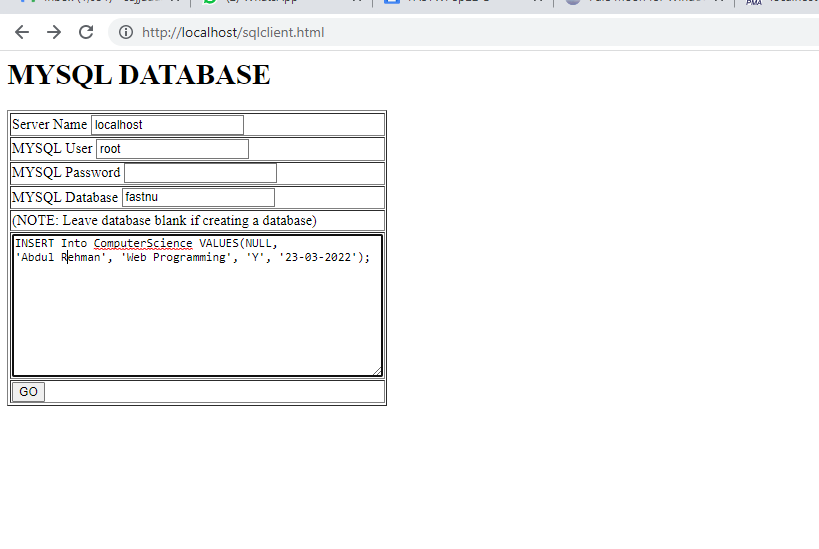 WhatsApp
http://localhost/sqlclient.html
MYSQL DATABASE
Server Name localhost
MYSQL User root
MYSQL Password
MYSQL Database fastnu
(NOTE: Leave database blank if creating a database)
INSERT Into ComputerScience VALUES(NULL,
'Abdul Rehman', 'Web Programming', 'Y', '23-03-2022');
GO